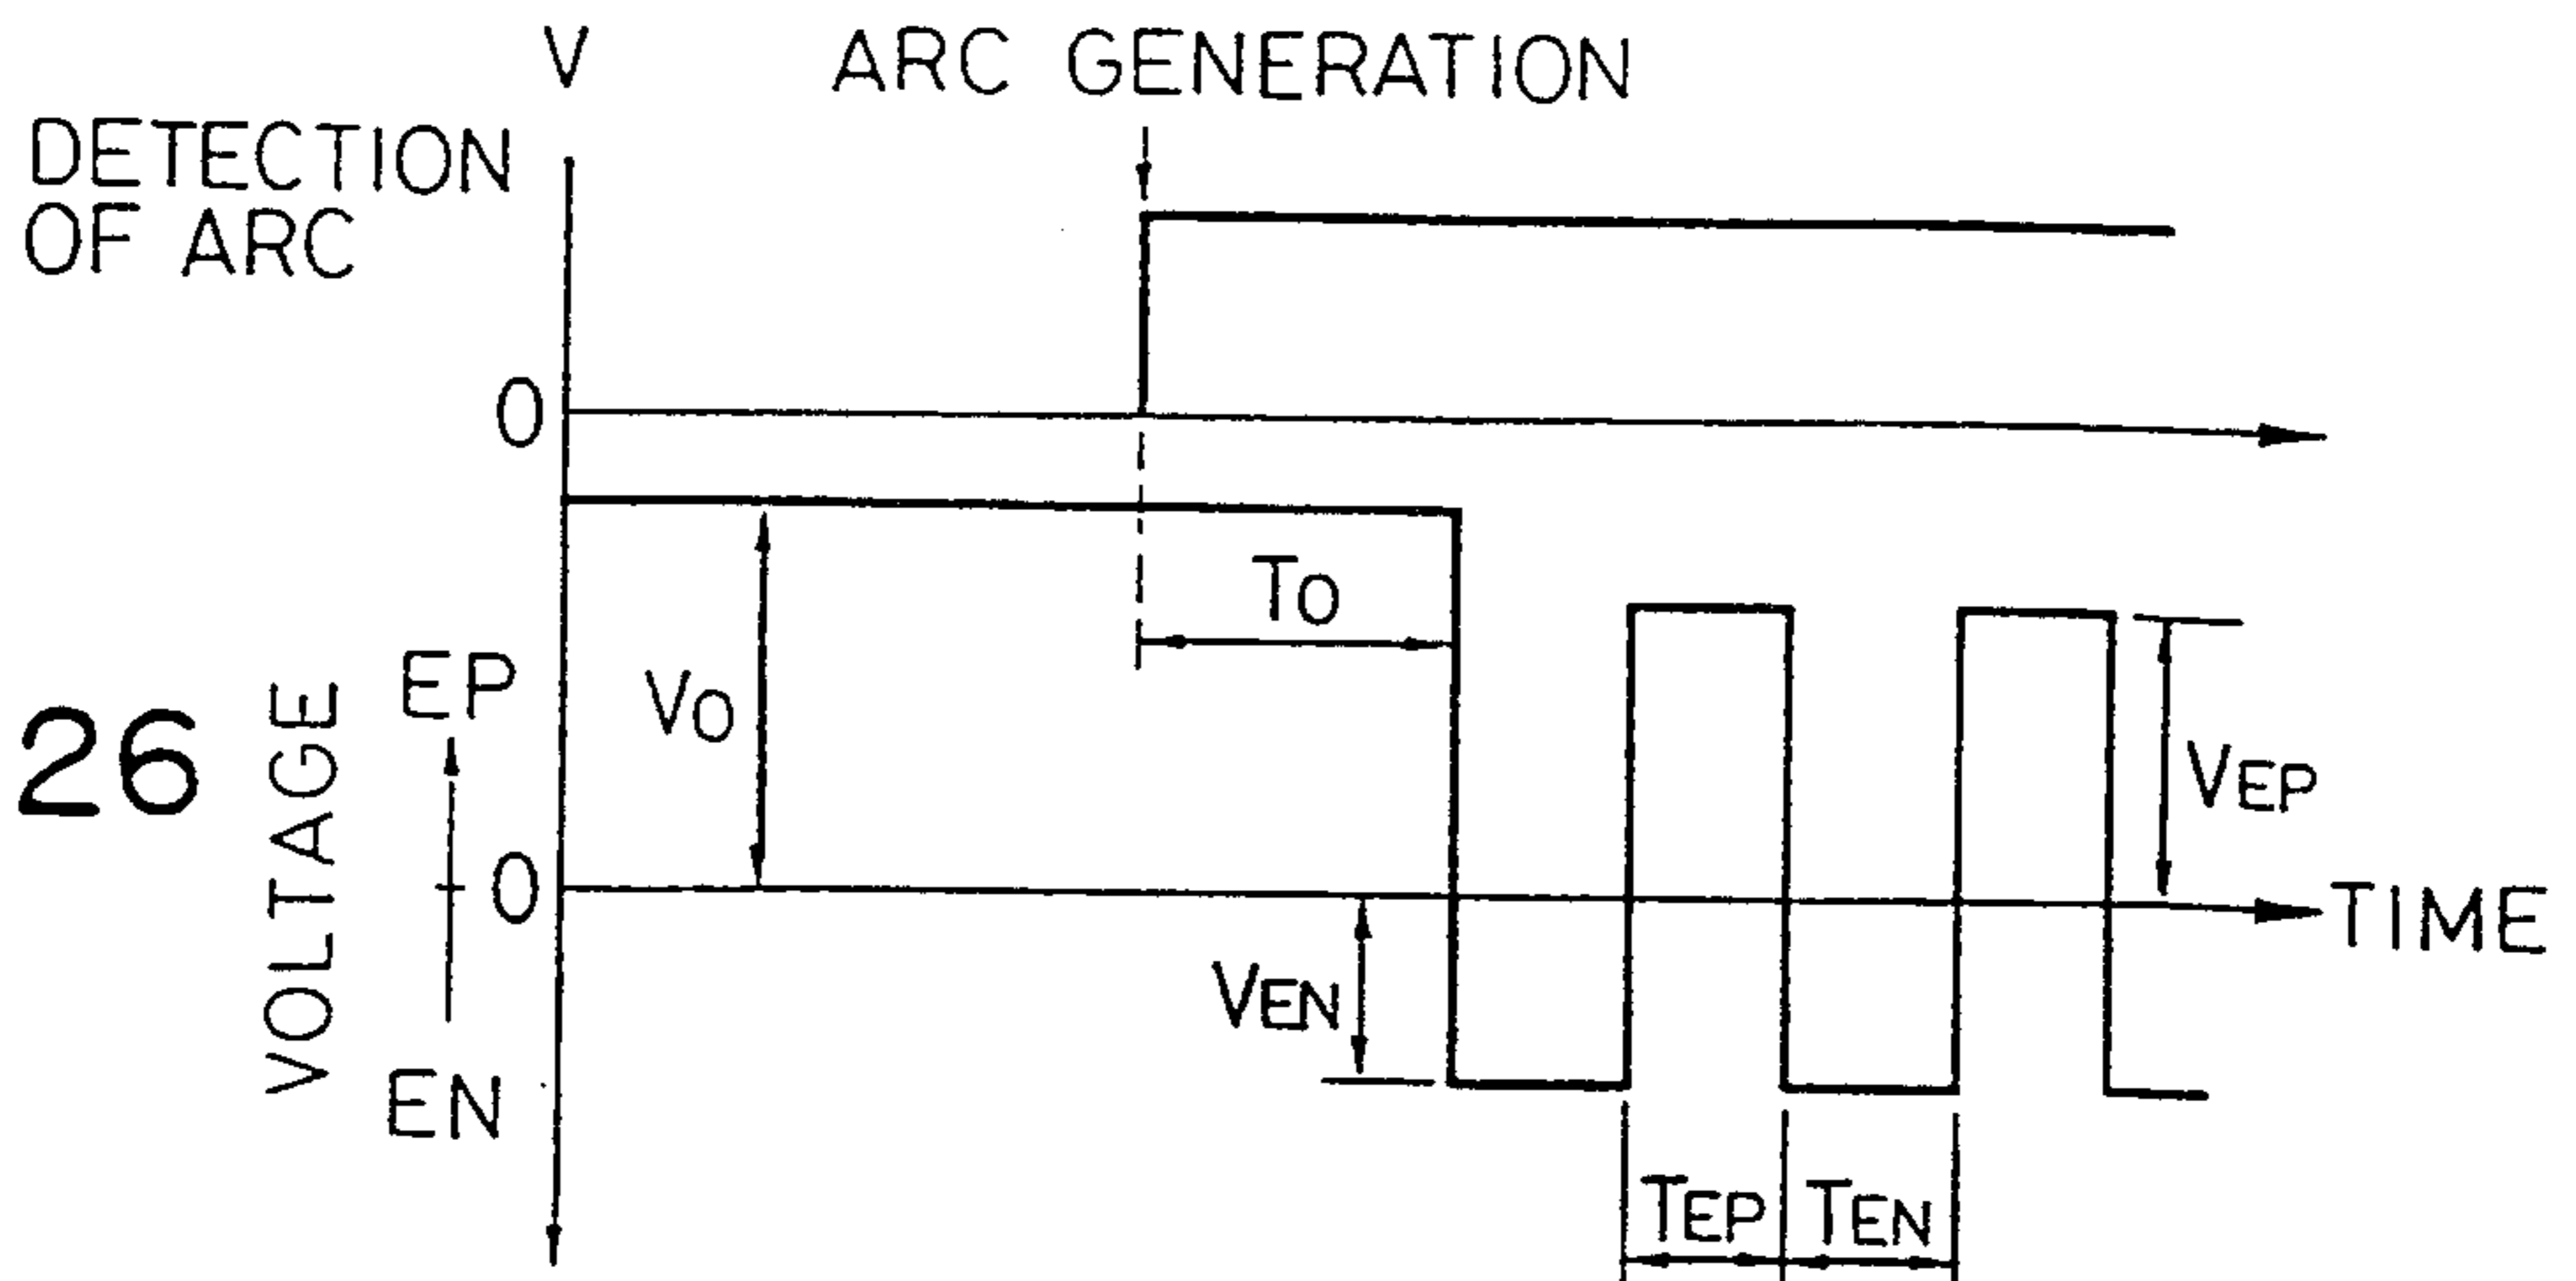 V
ARC GENERATION
DETECTION
OF ARC
0
TO
EP
VO
26
VOLTAGE
VEP
0
TIME
VEN
EN
TEP
TEN